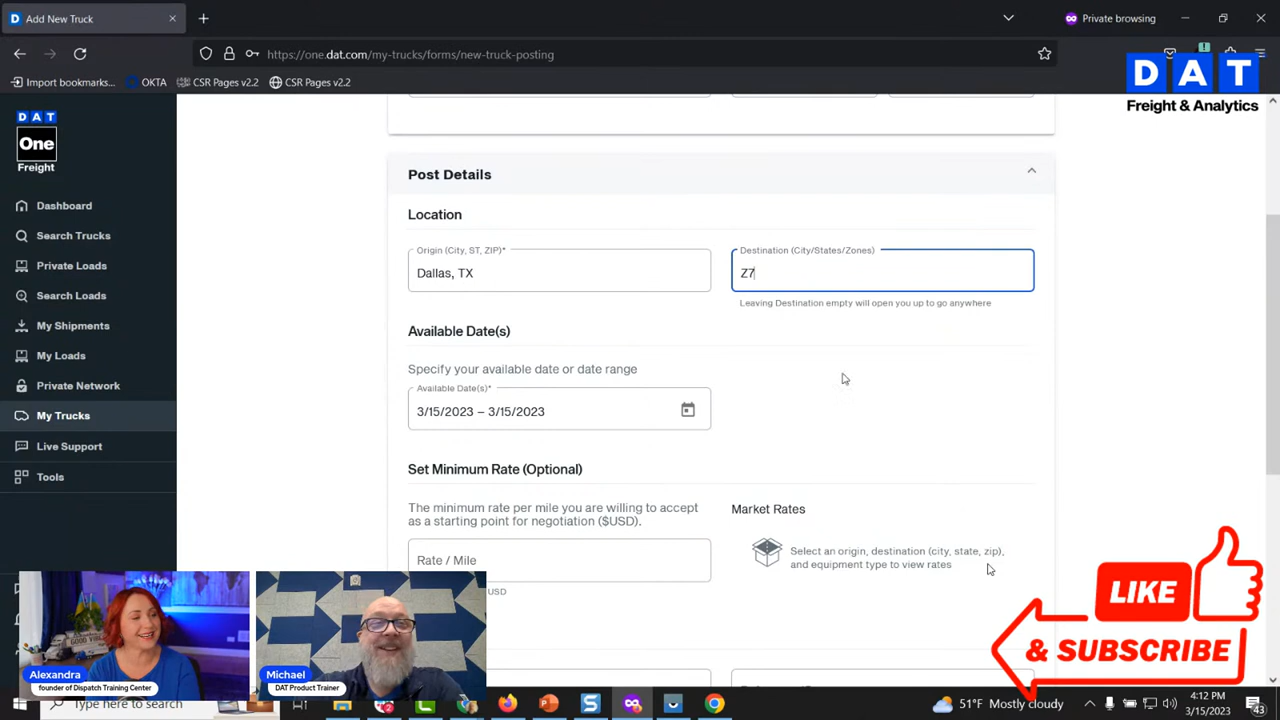 Add New Truck
Private browsing
https://one.dat.com/my-trucks/forms/new-truck-posting
Import bookmarks...
OKTA
CSR Pages v2.2
CSR Pages v2.2
DAT
Freight & Analytics
DAT
One
Freight
Dashboard
Search Trucks
Private Loads
Search Loads
My Shipments
My Loads
Private Network
My Trucks
Live Support
Tools
Post Details
Location
Origin (City, ST, ZIP)*
Dallas, TX
Destination (City/States/Zones)
Z7
Leaving Destination empty will open you up to go anywhere
Available Date(s)
Specify your available date or date range
Available Date(s)*
3/15/2023 – 3/15/2023
Set Minimum Rate (Optional)
The minimum rate per mile you are willing to accept
as a starting point for negotiation ($USD).
Rate / Mile
USD
Market Rates
Select an origin, destination (city, state, zip),
and equipment type to view rates
LIKE
& SUBSCRIBE
Alexandra
founder of Dispatch Training Center
Michael
DAT Product Trainer
Type here to search
51°F Mostly cloudy
4:12 PM
3/15/2023
43